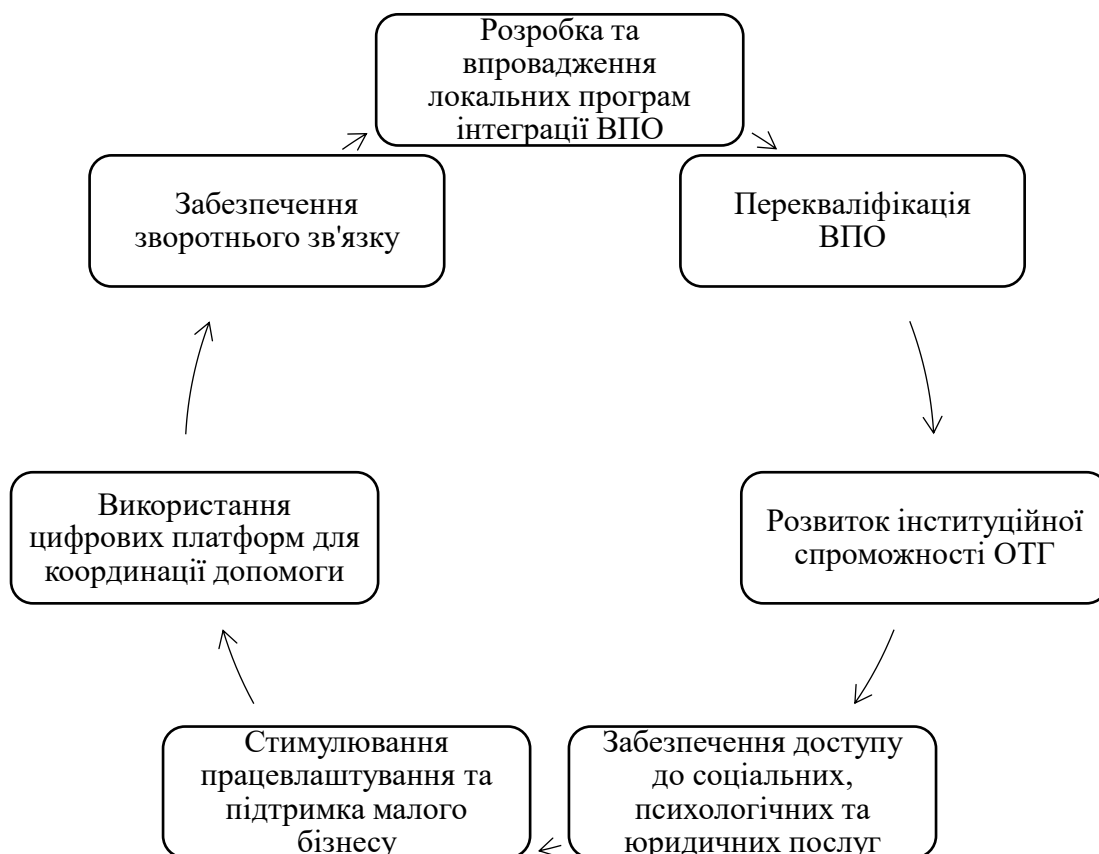 Розробка та
впровадження
локальних програм
інтеграції ВПО
Перекваліфікація
ВПО
Розвиток інституційної
спроможності ОТГ
Забезпечення доступу
до соціальних,
психологічних та
юридичних послуг
Стимулювання
працевлаштування та
підтримка малого
бізнесу
Використання
цифрових платформ для
координації допомоги
Забезпечення
зворотнього зв'язку